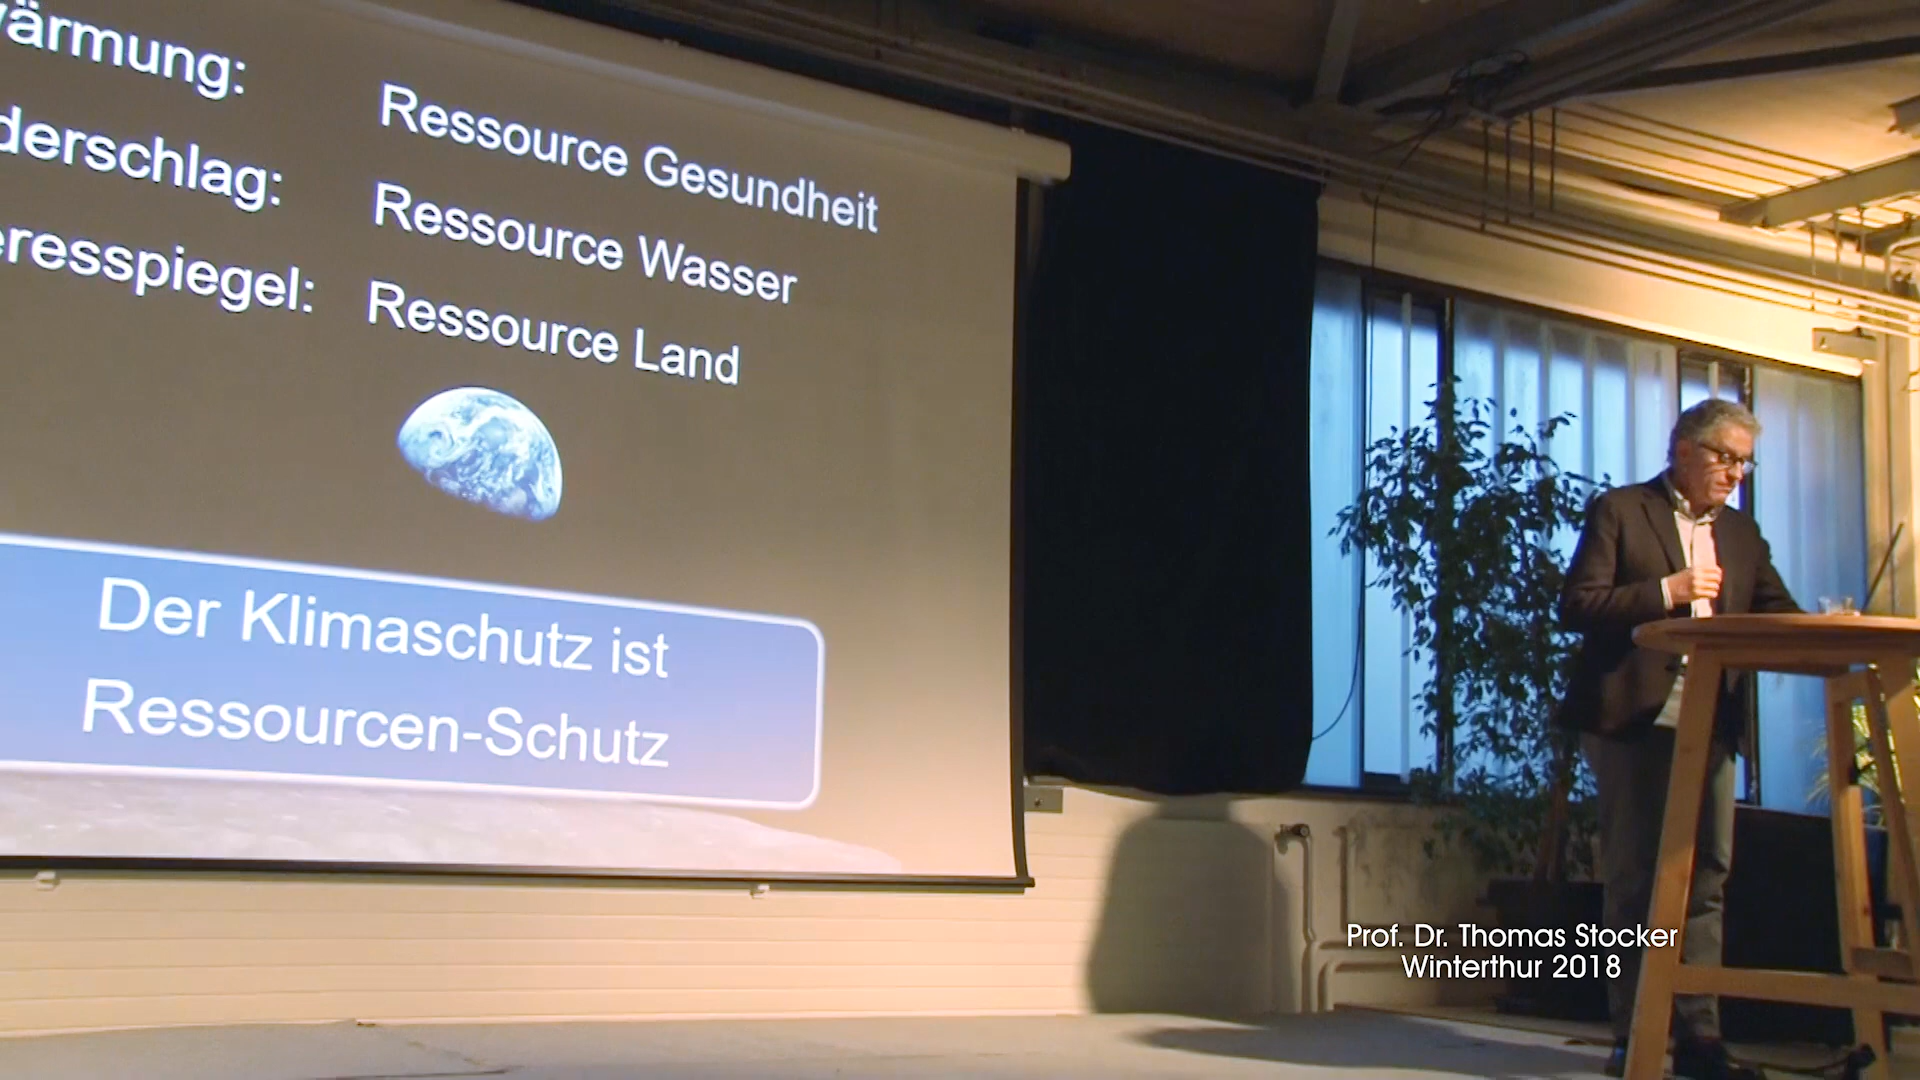 ärmung: Ressource Gesundheit
derschlag: Ressource Wasser
eresspiegel: Ressource Land
Der Klimaschutz ist
Ressourcen-Schutz
Prof. Dr. Thomas Stocker
Winterthur 2018